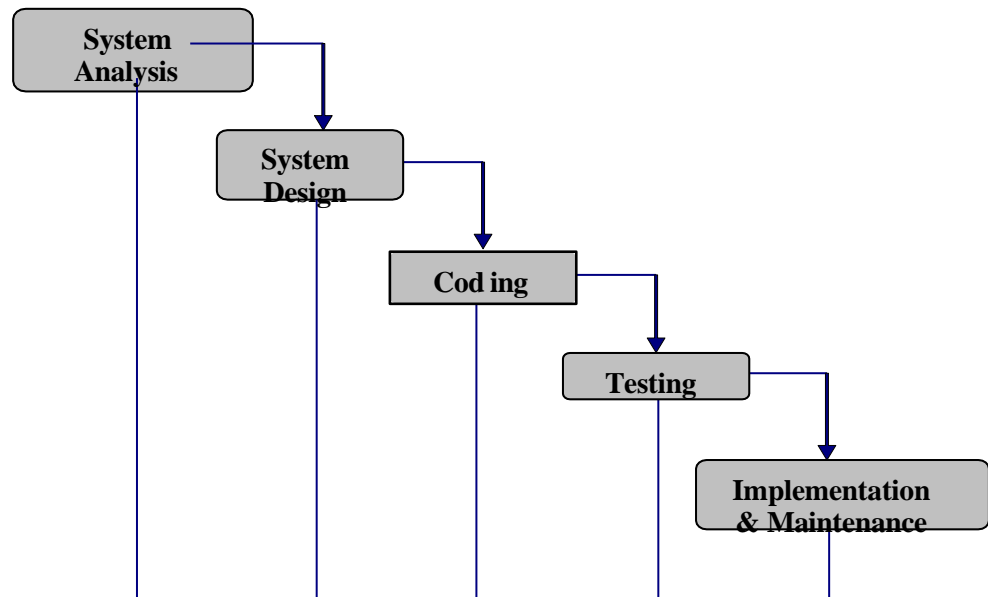 System
Analysis
System
Design
Cod ing
Testing
Implementation
& Maintenance